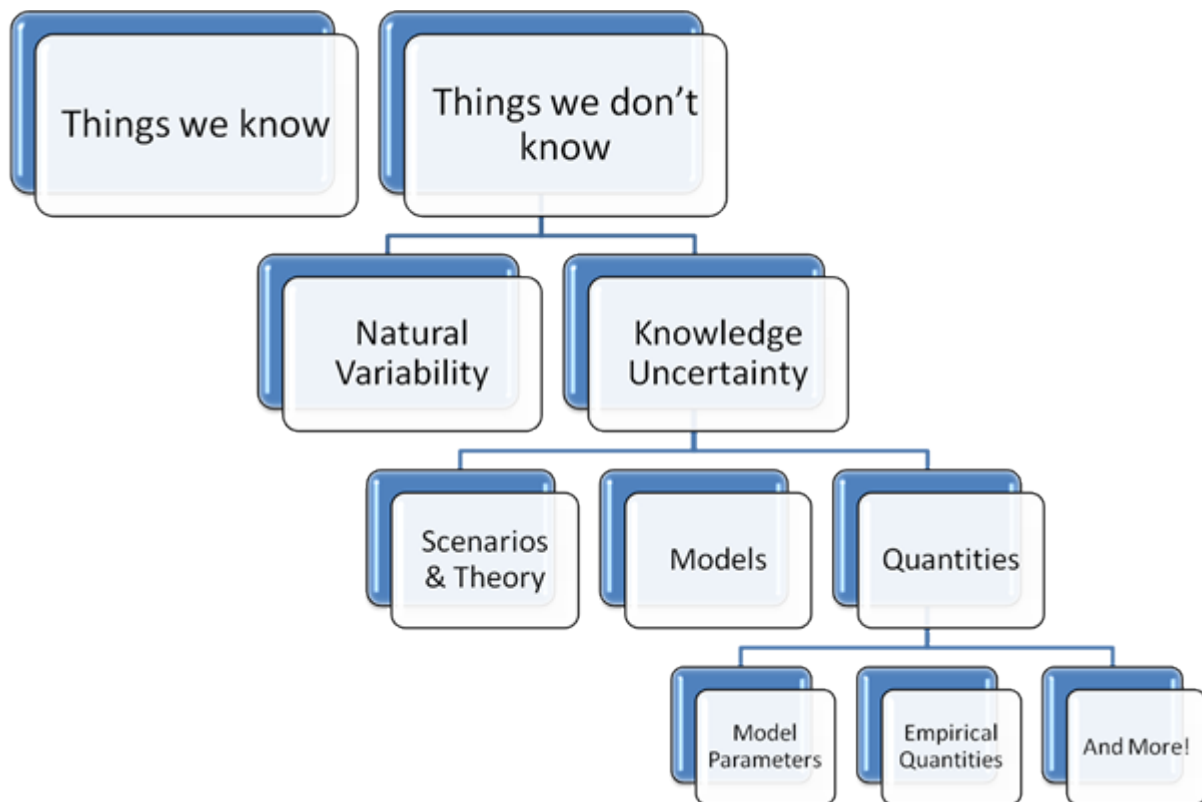 Things we know
Things we don’t
know
Natural
Variability
Knowledge
Uncertainty
Scenarios
& Theory
Models
Quantities
Model
Parameters
Empirical
Quantities
And More!